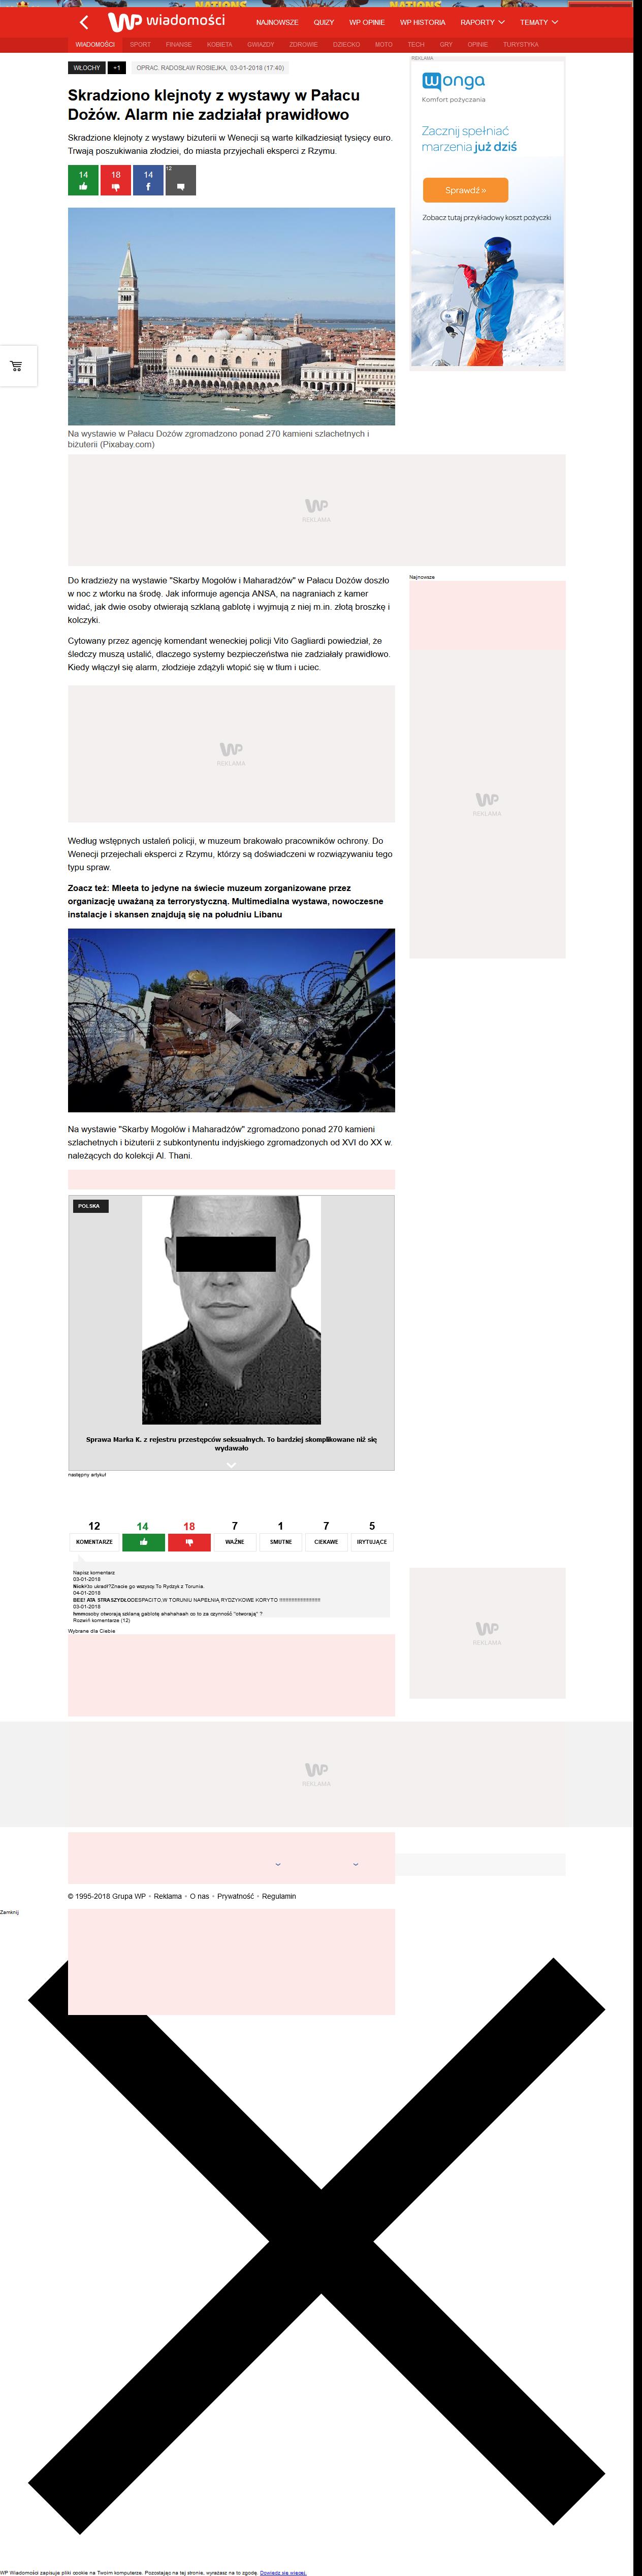 NATIONS NATIONS
WP wiadomości
NAJNOWSZE QUIZY WP OPINIE WP HISTORIA RAPORTY TEMATY
WIADOMOŚCI SPORT FINANSE KOBIETA GWIAZDY ZDROWIE DZIECKO MOTO TECH GRY OPINIE TURYSTYKA
WŁOCHY +1 OPRAC. RADOSŁAW ROSIEJKA, 03-01-2018 (17:40)
Skradziono klejnoty z wystawy w Pałacu
Dożów. Alarm nie zadziałał prawidłowo
Skradzione klejnoty z wystawy biżuterii w Wenecji są warte kilkadziesiąt tysięcy euro.
Trwają poszukiwania złodziei, do miasta przyjechali eksperci z Rzymu.
14 18 14 12
REKLAMA
wonga
Komfort pożyczania
Zacznij spełniać
marzenia już dziś
Sprawdź »
Zobacz tutaj przykładowy koszt pożyczki
Na wystawie w Pałacu Dożów zgromadzono ponad 270 kamieni szlachetnych i
biżuterii (Pixabay.com)
WP
REKLAMA
Do kradzieży na wystawie "Skarby Mogołów i Maharadżów" w Pałacu Dożów doszło
w noc z wtorku na środę. Jak informuje agencja ANSA, na nagraniach z kamer
widać, jak dwie osoby otwierają szklaną gablotę i wyjmują z niej m.in. złotą broszkę i
kolczyki.
Cytowany przez agencję komendant weneckiej policji Vito Gagliardi powiedział, że
śledczy muszą ustalić, dlaczego systemy bezpieczeństwa nie zadziałały prawidłowo.
Kiedy włączył się alarm, złodzieje zdążyli wtopić się w tłum i uciec.
Najnowsze
WP
REKLAMA
WP
REKLAMA
Według wstępnych ustaleń policji, w muzeum brakowało pracowników ochrony. Do
Wenecji przejechali eksperci z Rzymu, którzy są doświadczeni w rozwiązywaniu tego
typu spraw.
Zoacz też: Mleeta to jedyne na świecie muzeum zorganizowane przez
organizację uważaną za terrorystyczną. Multimedialna wystawa, nowoczesne
instalacje i skansen znajdują się na południu Libanu
Na wystawie "Skarby Mogołów i Maharadżów" zgromadzono ponad 270 kamieni
szlachetnych i biżuterii z subkontynentu indyjskiego zgromadzonych od XVI do XX w.
należących do kolekcji Al. Thani.
POLSKA
Sprawa Marka K. z rejestru przestępców seksualnych. To bardziej skomplikowane niż się
wydawało
następny artykuł
12 14 18 7 1 7 5
KOMENTARZE WAŻNE SMUTNE CIEKAWE IRYTUJĄCE
Napisz komentarz
03-01-2018
NickiKto ukradł?Znacie go wszyscy.To Rydzyk z Torunia.
04-01-2018
BEE! ATA STRASZYDŁODESPACITO,W TORUNIU NAPEŁNIĄ RYDZYKOWE KORYTO !!!!!!!!!!!!!!!!!!!!!!!!!!!!
03-01-2018
hmmosoby otworają szklaną gablotę ahahahaah co to za czynność "otworają" ?
Rozwiń komentarze (12)
Wybrane dla Ciebie
WP
REKLAMA
WP
REKLAMA
© 1995-2018 Grupa WP • Reklama • O nas • Prywatność • Regulamin
Zamknij
WP Wiadomości zapisuje pliki cookie na Twoim komputerze. Pozostając na tej stronie, wyrażasz na to zgodę. Dowiedz się więcej.